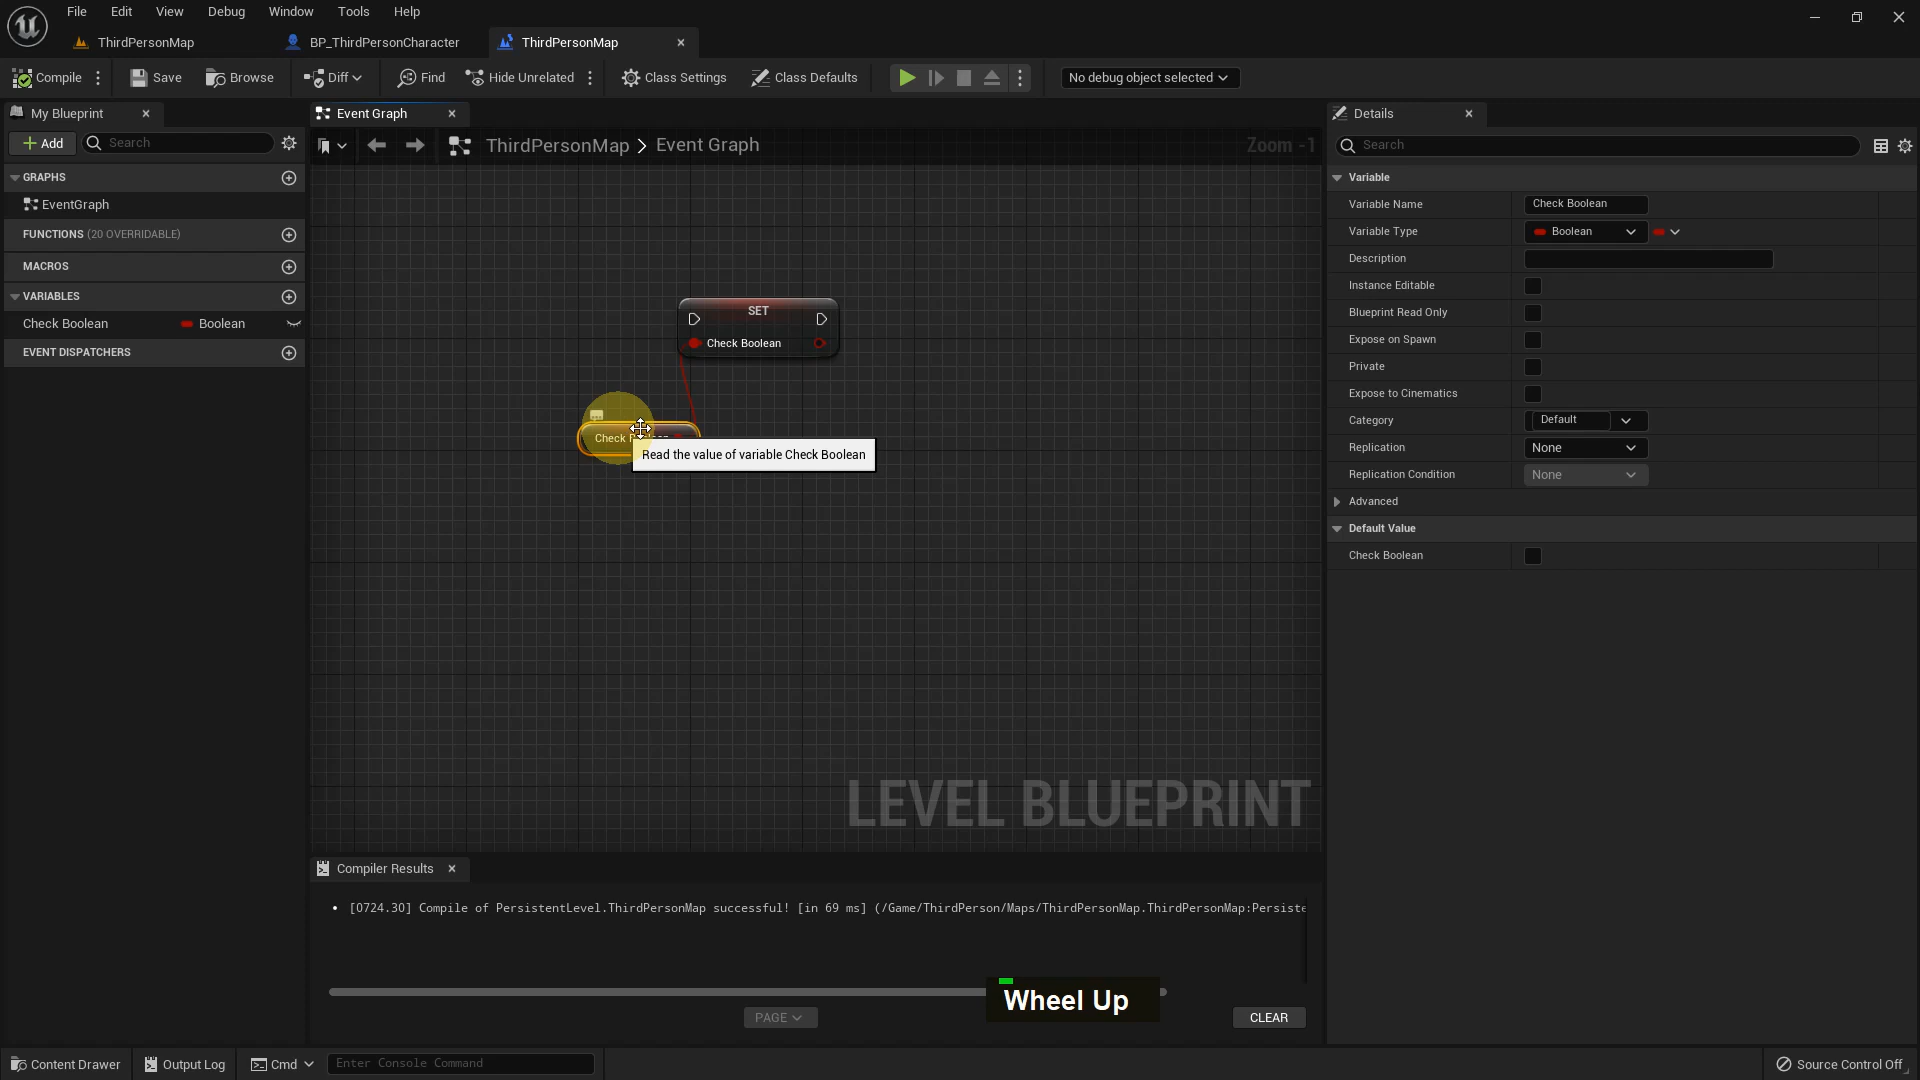 File Edit View Debug Window Tools Help
ThirdPersonMap BP_ThirdPersonCharacter ThirdPersonMap
Compile Save Browse Diff Find Hide Unrelated Class Settings Class Defaults No debug object selected
My Blueprint
Add Search
GRAPHS
EventGraph
FUNCTIONS (20 OVERRIDABLE)
MACROS
VARIABLES
Check Boolean Boolean
EVENT DISPATCHERS
Event Graph
ThirdPersonMap > Event Graph Zoom -1
SET
Check Boolean
Check
Read the value of variable Check Boolean
LEVEL BLUEPRINT
Compiler Results
• [0724.30] Compile of PersistentLevel.ThirdPersonMap successful! [in 69 ms] (/Game/ThirdPerson/Maps/ThirdPersonMap.ThirdPersonMap:Persiste
Wheel Up
PAGE CLEAR
Details
Search
Variable
Variable Name Check Boolean
Variable Type Boolean
Description
Instance Editable
Blueprint Read Only
Expose on Spawn
Private
Expose to Cinematics
Category Default
Replication None
Replication Condition None
Advanced
Default Value
Check Boolean
Content Drawer Output Log Cmd Enter Console Command Source Control Off